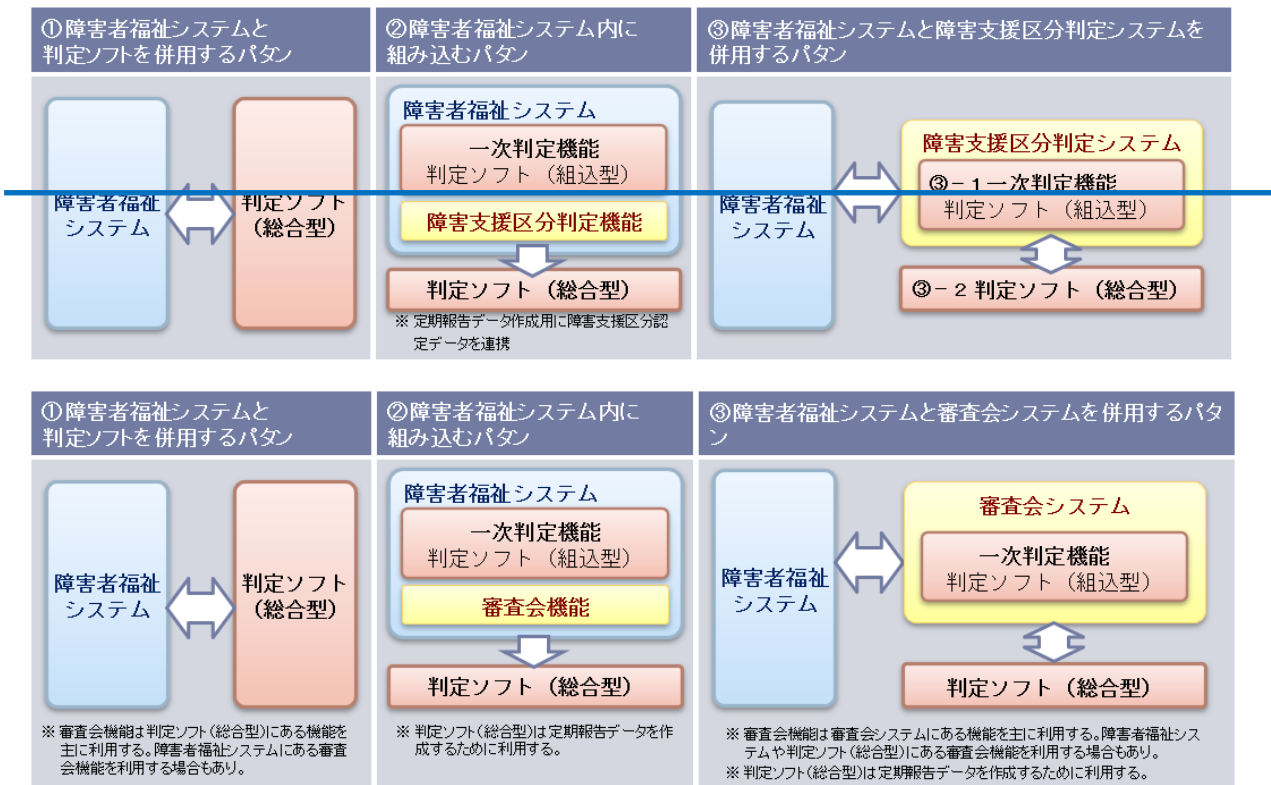 ①障害者福祉システムと
判定ソフトを併用するパタン
②障害者福祉システム内に
組み込むパタン
③障害者福祉システムと障害支援区分判定システムを
併用するパタン
障害者福祉
システム
判定ソフト
(総合型)
障害者福祉システム
一次判定機能
判定ソフト（組込型）
障害支援区分判定機能
判定ソフト（総合型）
※ 定期報告データ作成用に障害支援区分認
定データを連携
障害者福祉
システム
障害支援区分判定システム
③－１一次判定機能
判定ソフト（組込型）
③－２判定ソフト（総合型）
①障害者福祉システムと
判定ソフトを併用するパタン
②障害者福祉システム内に
組み込むパタン
③障害者福祉システムと審査会システムを併用するパタ
ン
障害者福祉
システム
判定ソフト
(総合型)
※ 審査会機能は判定ソフト(総合型)にある機能を
主に利用する。障害者福祉システムにある審査
会機能を利用する場合もあり。
障害者福祉システム
一次判定機能
判定ソフト（組込型）
審査会機能
判定ソフト（総合型）
※ 判定ソフト(総合型)は定期報告データを作
成するために利用する。
障害者福祉
システム
審査会システム
一次判定機能
判定ソフト（組込型）
判定ソフト（総合型）
※ 審査会機能は審査会システムにある機能を主に利用する。障害者福祉シス
テムや判定ソフト(総合型)にある審査会機能を利用する場合もあり。
※ 判定ソフト(総合型)は定期報告データを作成するために利用する。